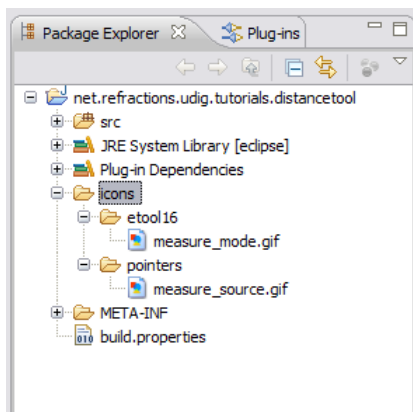 Package Explorer Plug-ins
net.refractions.udig.tutorials.distancetool
src
JRE System Library [eclipse]
Plug-in Dependencies
icons
etool16
measure_mode.gif
pointers
measure_source.gif
META-INF
build.properties